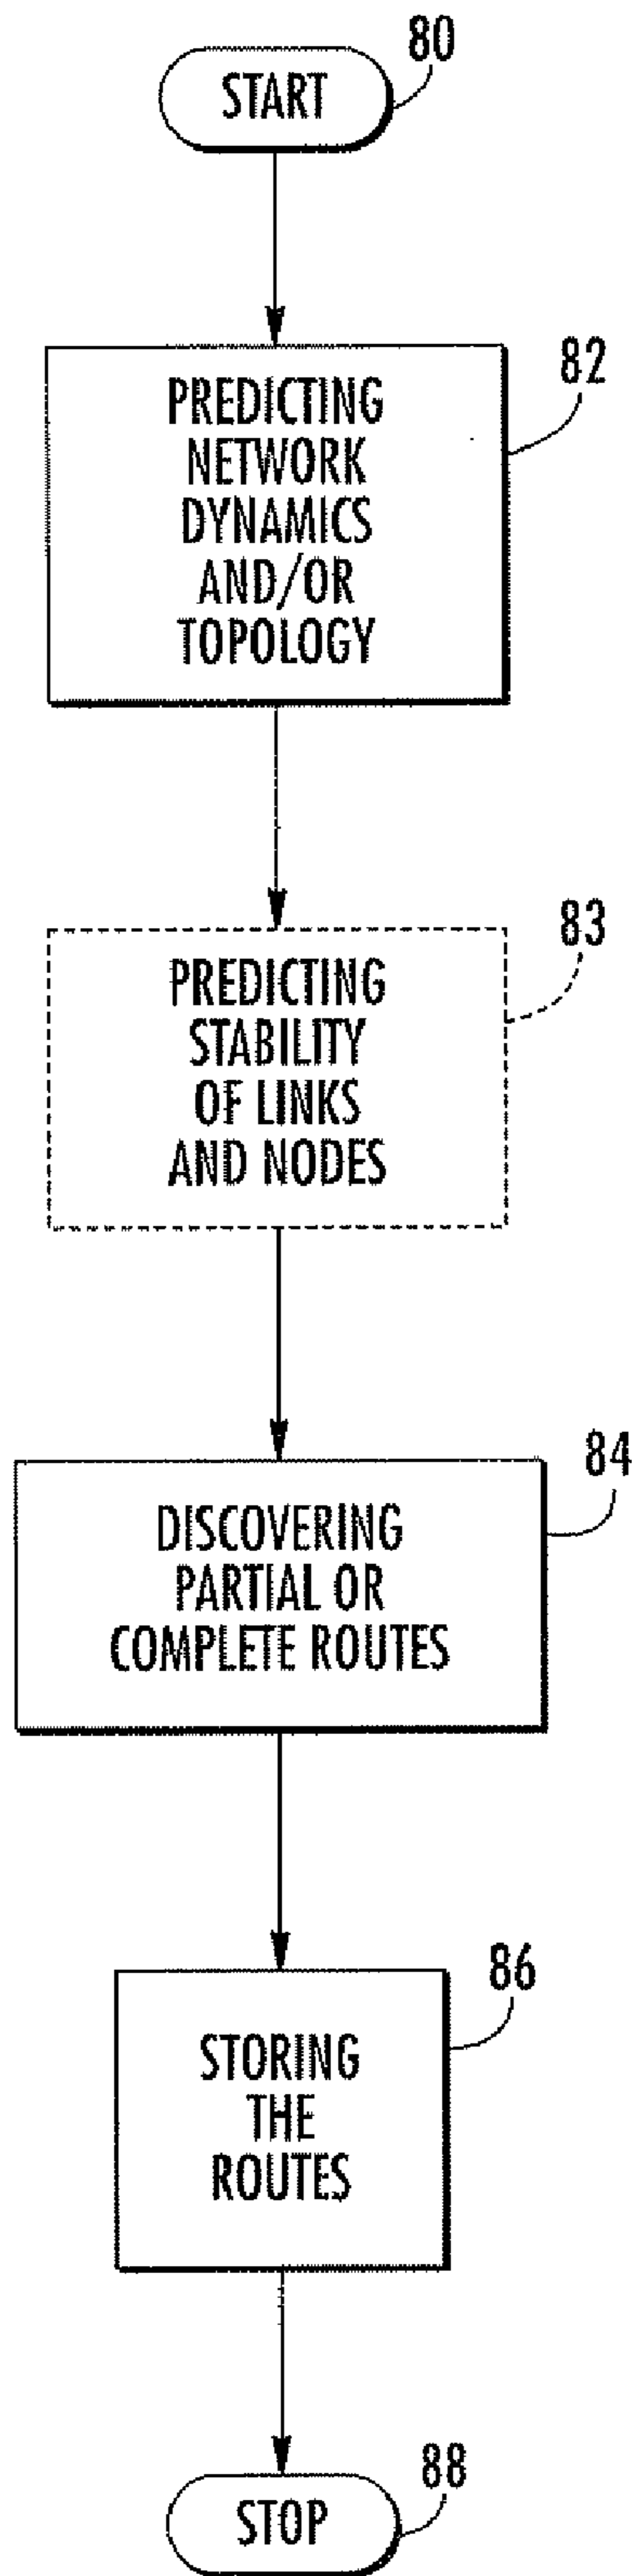 80
START
82
PREDICTING
NETWORK
DYNAMICS
AND/OR
TOPOLOGY
83
PREDICTING
STABILITY
OF LINKS
AND NODES
84
DISCOVERING
PARTIAL OR
COMPLETE ROUTES
86
STORING
THE
ROUTES
88
STOP